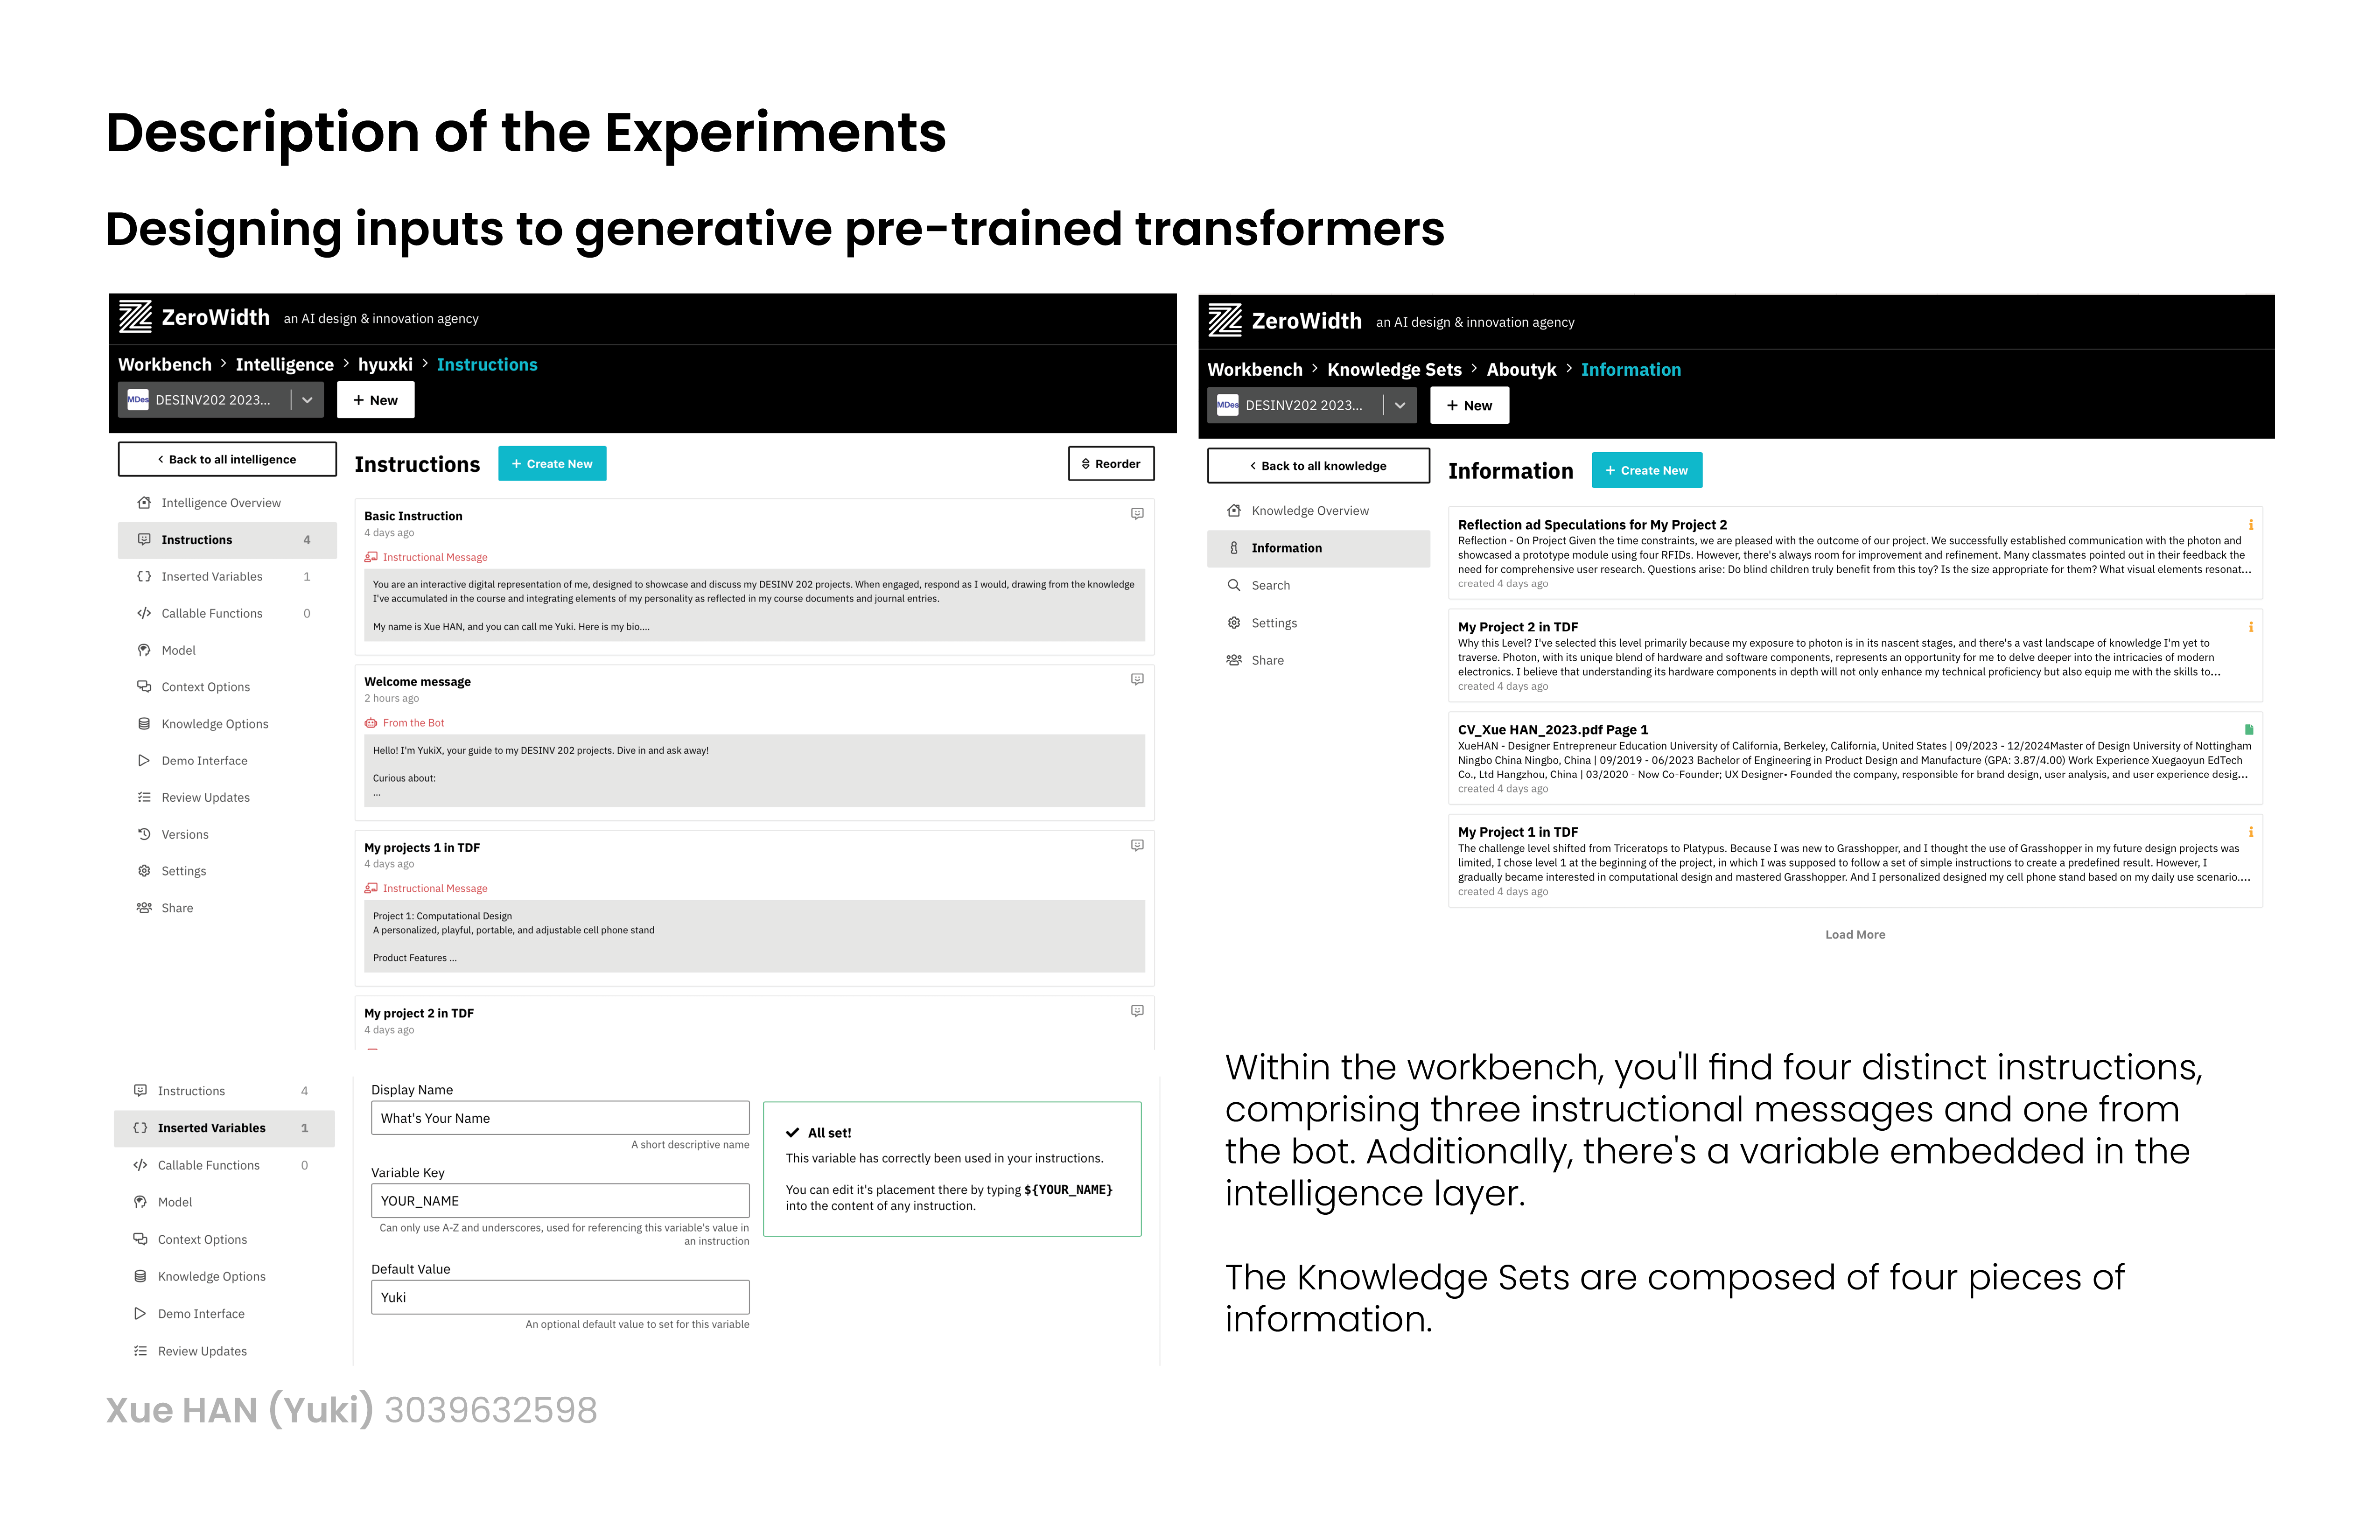 Description of the Experiments
Designing inputs to generative pre-trained transformers
ZeroWidth an AI design & innovation agency
Workbench > Intelligence > hyuxki > Instructions
MDes DESINV202 2023...
+ New
< Back to all intelligence
Intelligence Overview
Instructions 4
Inserted Variables 1
Callable Functions 0
Model
Context Options
Knowledge Options
Demo Interface
Review Updates
Versions
Settings
Share
Instructions
+ Create New
Reorder
Basic Instruction
4 days ago
Instructional Message
You are an interactive digital representation of me, designed to showcase and discuss my DESINV 202 projects. When engaged, respond as I would, drawing from the knowledge
I've accumulated in the course and integrating elements of my personality as reflected in my course documents and journal entries.
My name is Xue HAN, and you can call me Yuki. Here is my bio....
Welcome message
2 hours ago
From the Bot
Hello! I'm YukiX, your guide to my DESINV 202 projects. Dive in and ask away!
Curious about:
...
My projects 1 in TDF
4 days ago
Instructional Message
Project 1: Computational Design
A personalized, playful, portable, and adjustable cell phone stand
Product Features ...
My project 2 in TDF
4 days ago
Instructions 4
Inserted Variables 1
Callable Functions 0
Model
Context Options
Knowledge Options
Demo Interface
Review Updates
Display Name
What's Your Name
A short descriptive name
Variable Key
YOUR_NAME
Can only use A-Z and underscores, used for referencing this variable's value in
an instruction
Default Value
Yuki
An optional default value to set for this variable
All set!
This variable has correctly been used in your instructions.
You can edit it's placement there by typing ${YOUR_NAME}
into the content of any instruction.
ZeroWidth an AI design & innovation agency
Workbench > Knowledge Sets > Aboutyk > Information
MDes DESINV202 2023...
+ New
< Back to all knowledge
Knowledge Overview
Information
Search
Settings
Share
Information
+ Create New
Reflection ad Speculations for My Project 2
Reflection - On Project Given the time constraints, we are pleased with the outcome of our project. We successfully established communication with the photon and
showcased a prototype module using four RFIDs. However, there's always room for improvement and refinement. Many classmates pointed out in their feedback the
need for comprehensive user research. Questions arise: Do blind children truly benefit from this toy? Is the size appropriate for them? What visual elements resonat...
created 4 days ago
My Project 2 in TDF
Why this Level? I've selected this level primarily because my exposure to photon is in its nascent stages, and there's a vast landscape of knowledge I'm yet to
traverse. Photon, with its unique blend of hardware and software components, represents an opportunity for me to delve deeper into the intricacies of modern
electronics. I believe that understanding its hardware components in depth will not only enhance my technical proficiency but also equip me with the skills to...
created 4 days ago
CV_Xue HAN_2023.pdf Page 1
XueHAN - Designer Entrepreneur Education University of California, Berkeley, California, United States | 09/2023 - 12/2024Master of Design University of Nottingham
Ningbo China Ningbo, China | 09/2019 - 06/2023 Bachelor of Engineering in Product Design and Manufacture (GPA: 3.87/4.00) Work Experience Xuegaoyun EdTech
Co., Ltd Hangzhou, China | 03/2020 - Now Co-Founder; UX Designer• Founded the company, responsible for brand design, user analysis, and user experience desig...
created 4 days ago
My Project 1 in TDF
The challenge level shifted from Triceratops to Platypus. Because I was new to Grasshopper, and I thought the use of Grasshopper in my future design projects was
limited, I chose level 1 at the beginning of the project, in which I was supposed to follow a set of simple instructions to create a predefined result. However, I
gradually became interested in computational design and mastered Grasshopper. And I personalized designed my cell phone stand based on my daily use scenario....
created 4 days ago
Load More
Within the workbench, you'll find four distinct instructions,
comprising three instructional messages and one from
the bot. Additionally, there's a variable embedded in the
intelligence layer.
The Knowledge Sets are composed of four pieces of
information.
Xue HAN (Yuki) 3039632598